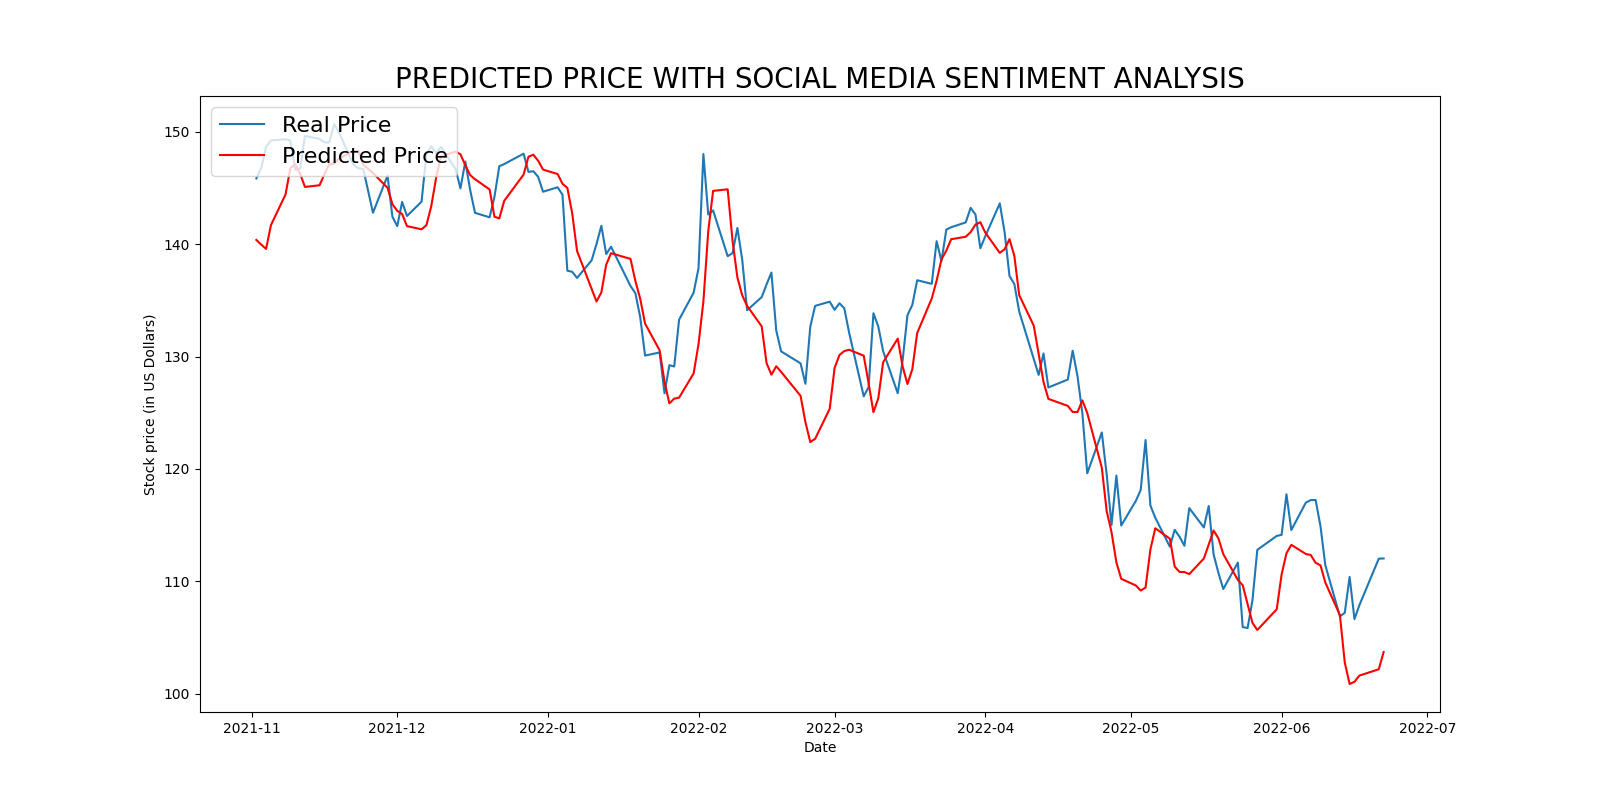 PREDICTED PRICE WITH SOCIAL MEDIA SENTIMENT ANALYSIS
Real Price
Predicted Price
150
140
130
120
110
100
Stock price (in US Dollars)
2021-11 2021-12 2022-01 2022-02 2022-03 2022-04 2022-05 2022-06 2022-07
Date